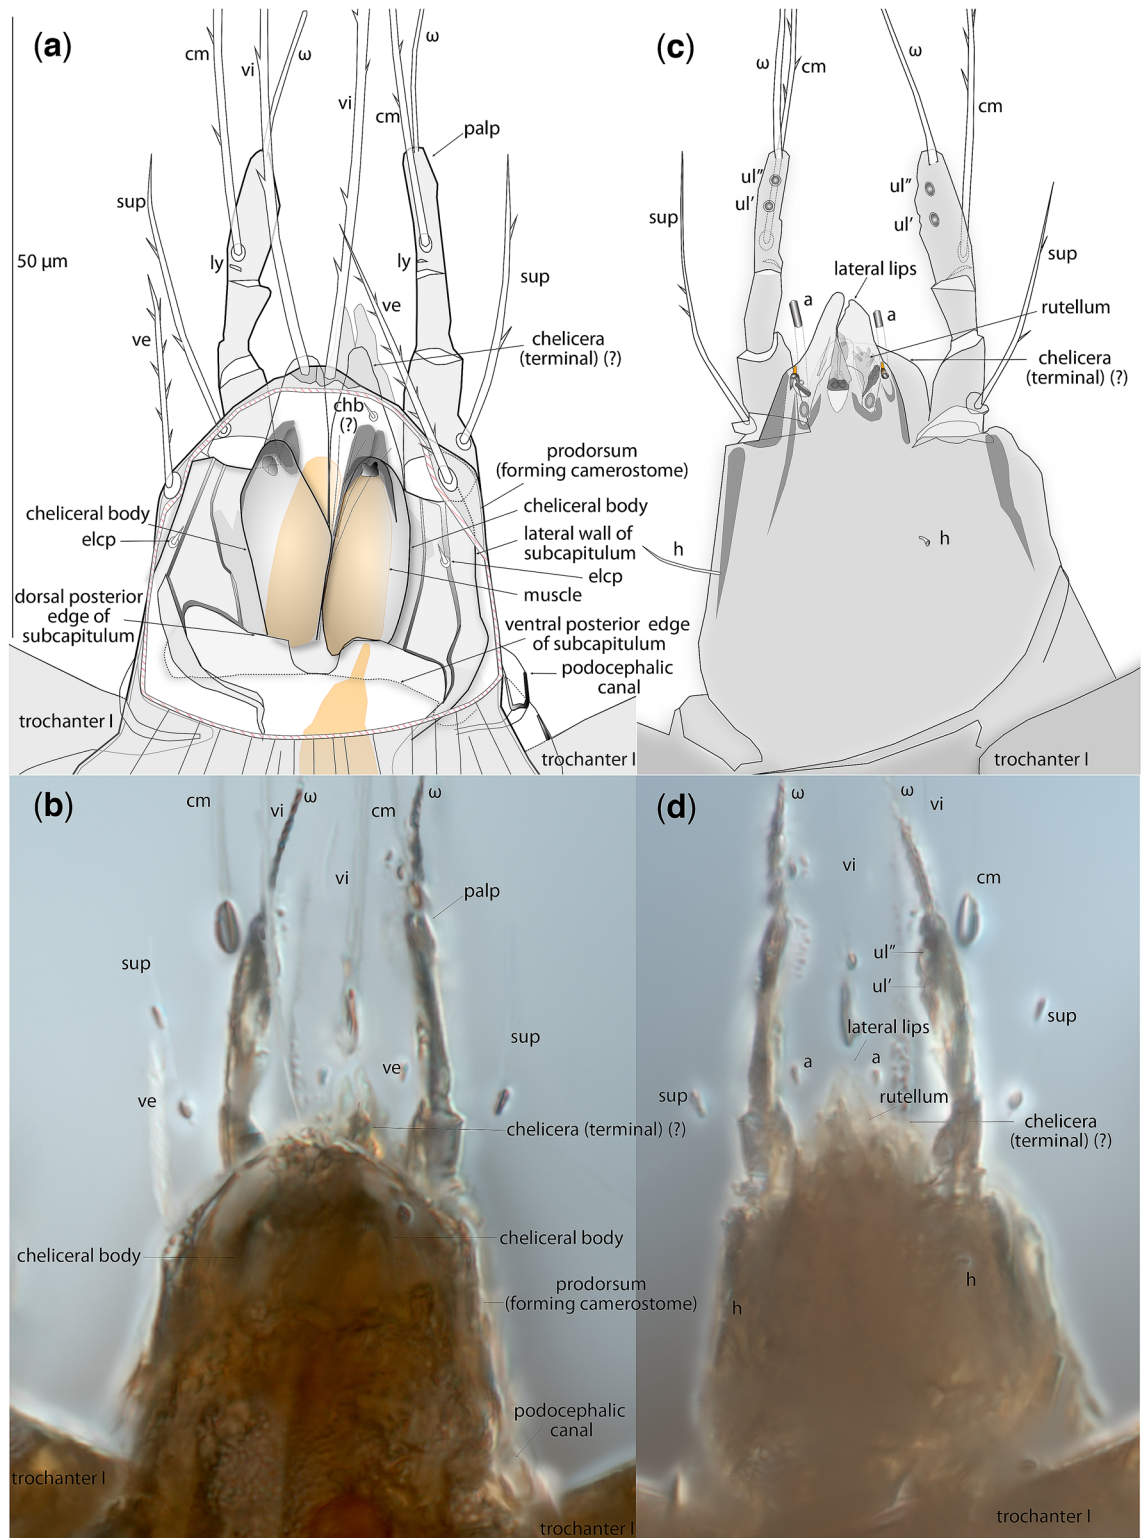 (a)
cm
vi
ω
vi
cm
ω
palp
sup
ly
ly
sup
50 μm
ve
ve
chelicera
(terminal) (?)
chb
(?)
prodorsum
(forming camerostome)
cheliceral body
elcp
cheliceral body
lateral wall of
subcapitulum
elcp
muscle
dorsal posterior
edge of
subcapitulum
ventral posterior edge
of subcapitulum
podocephalic
canal
trochanter I
trochanter I
(c)
ω
cm
ω
cm
ul″
ul′
ul″
ul′
sup
sup
lateral lips
a
a
rutellum
chelicera
(terminal) (?)
h
h
trochanter I
(b)
cm
vi
ω
cm
ω
vi
palp
sup
sup
ve
ve
chelicera (terminal) (?)
cheliceral body
cheliceral body
prodorsum
(forming camerostome)
podocephalic
canal
trochanter I
trochanter I
(d)
ω
ω
vi
vi
cm
ul″
ul′
sup
lateral lips
a
a
sup
rutellum
chelicera
(terminal) (?)
h
h
trochanter I